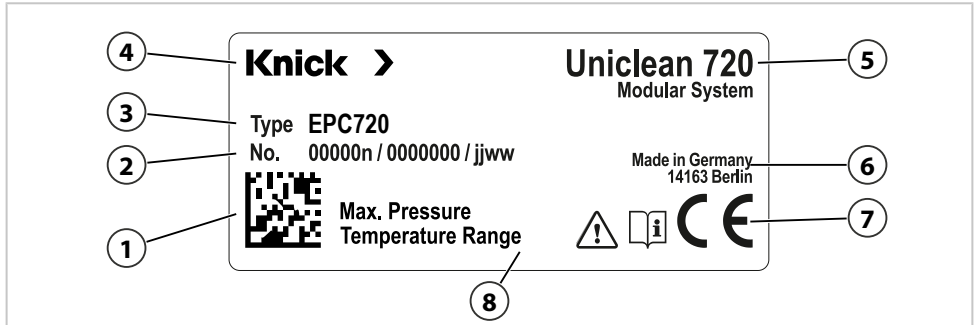 Knick >
Uniclean 720
Modular System
Type EPC720
No. 00000n / 0000000 / jjww
Made in Germany
14163 Berlin
Max. Pressure
Temperature Range
CE
4
3
2
1
5
6
7
8